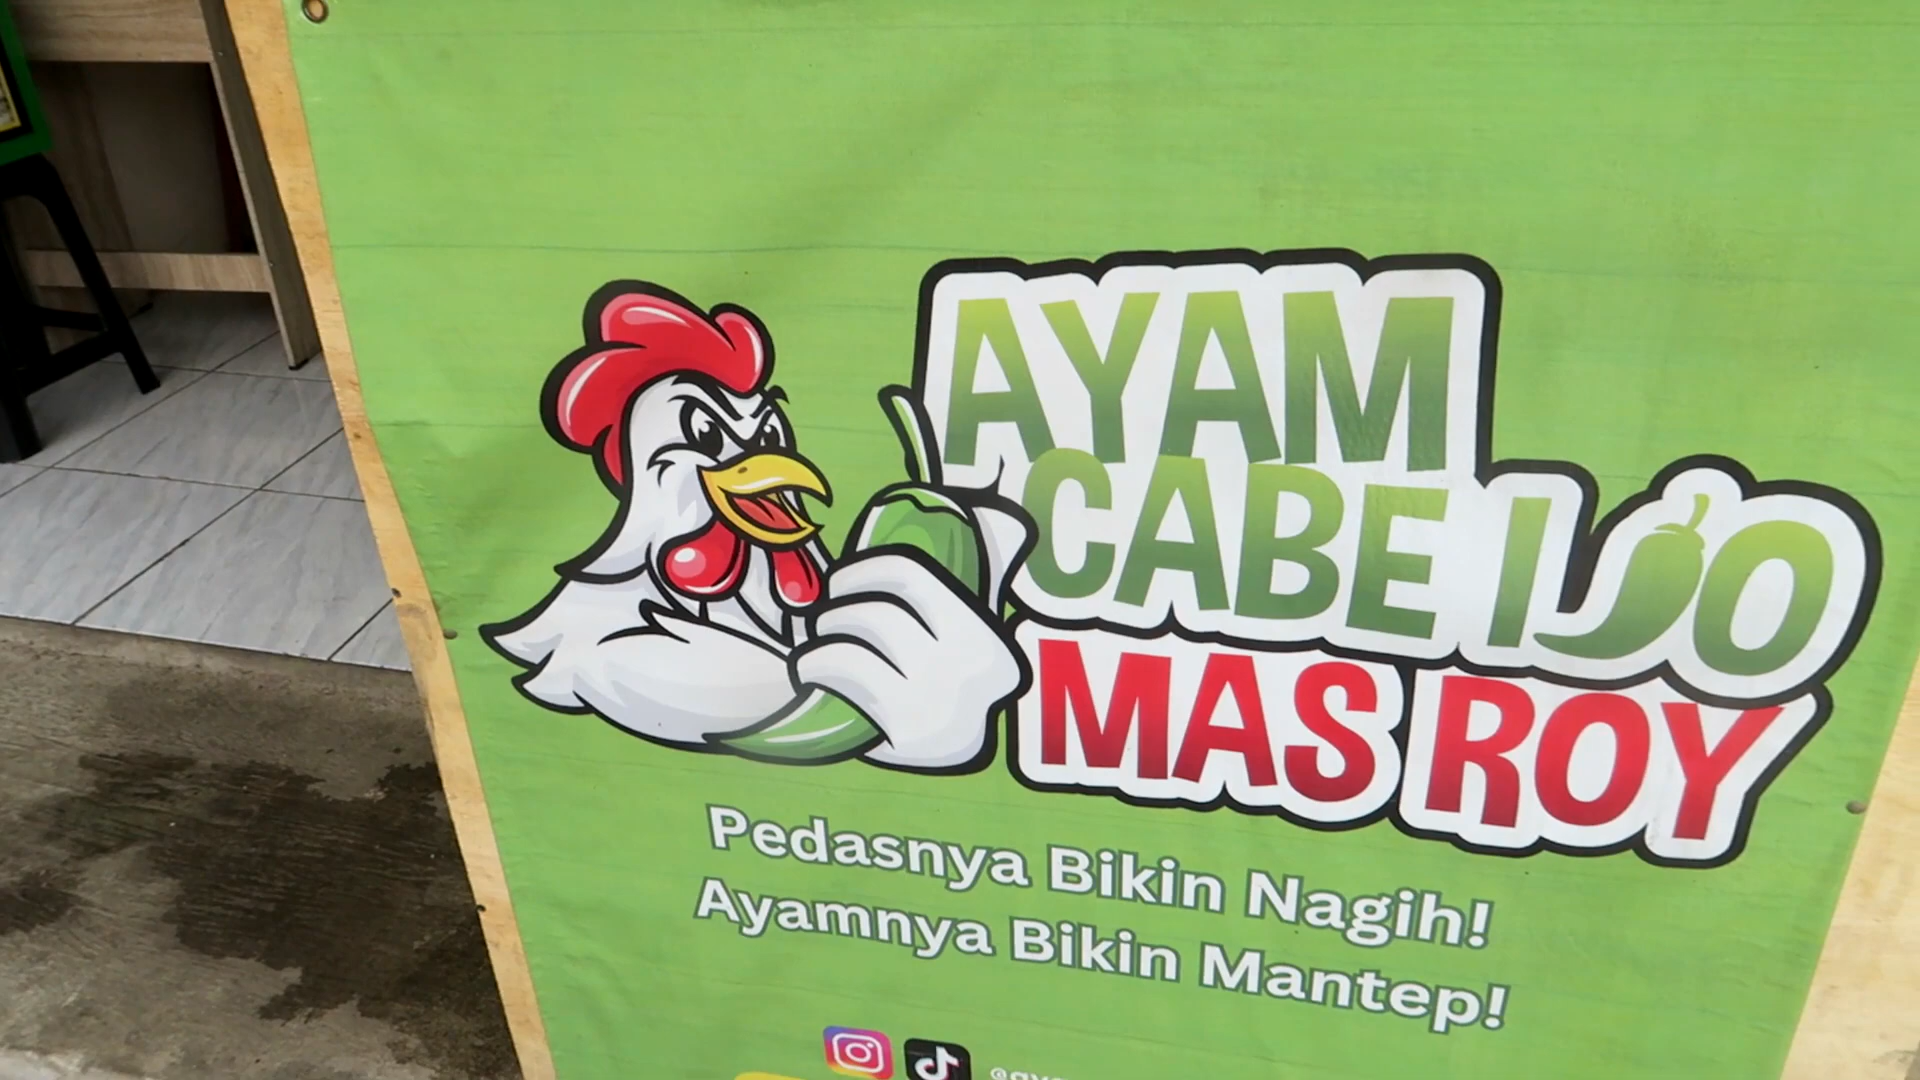 AYAM
CABE IJO
MAS ROY
Pedasnya Bikin Nagih!
Ayamnya Bikin Mantep!